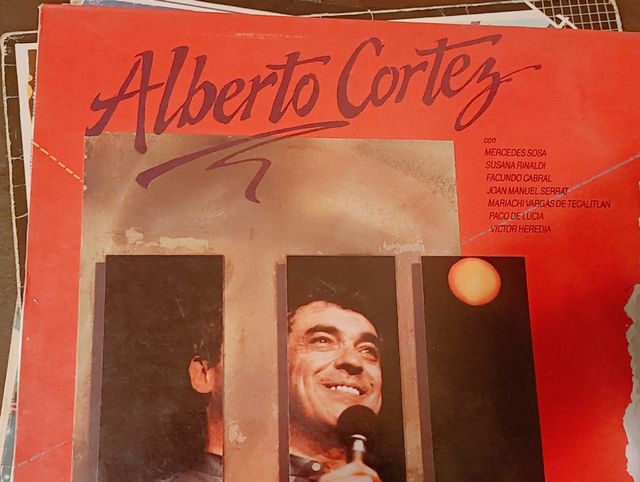 Alberto Cortez
con
MERCEDES SOSA
SUSANA RINALDI
FACUNDO CABRAL
JOAN MANUEL SERRAT
MARIACHI VARGAS DE TECALITLAN
PACO DE LUCIA
VICTOR HEREDIA